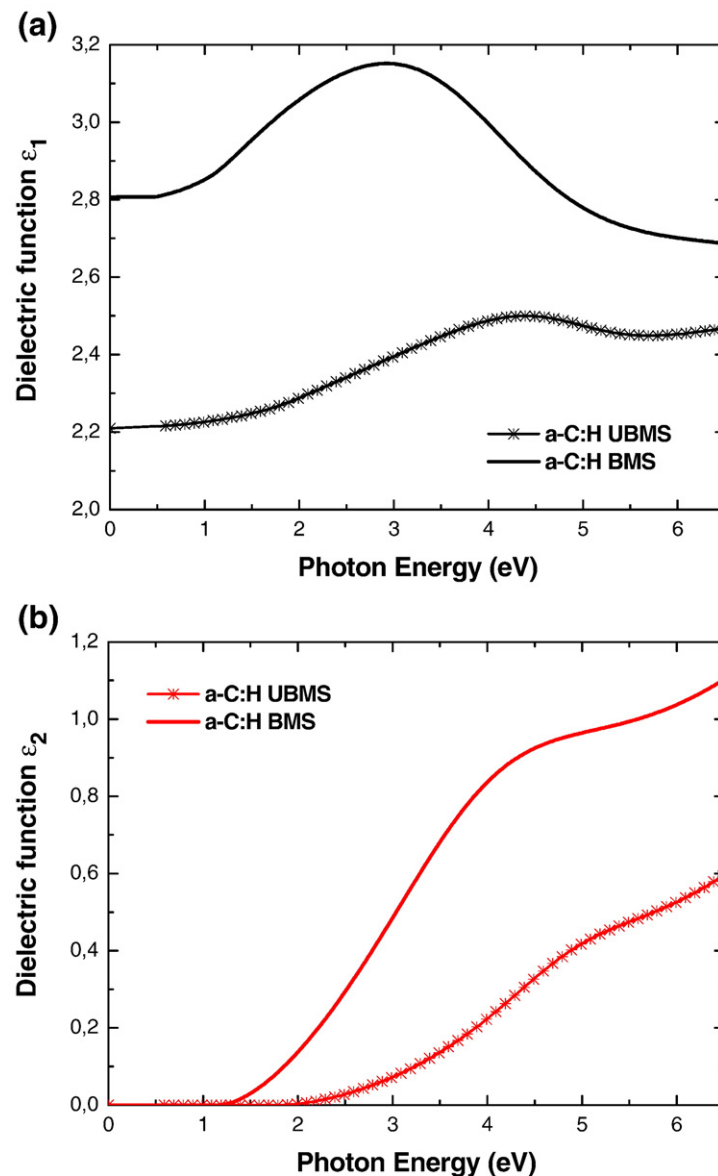 (a)
3,2
3,0
2,8
2,6
2,4
2,2
2,0
Dielectric function ε₁
a-C:H UBMS
a-C:H BMS
0 1 2 3 4 5 6
Photon Energy (eV)
(b)
1,2
1,0
0,8
0,6
0,4
0,2
0,0
Dielectric function ε₂
a-C:H UBMS
a-C:H BMS
0 1 2 3 4 5 6
Photon Energy (eV)